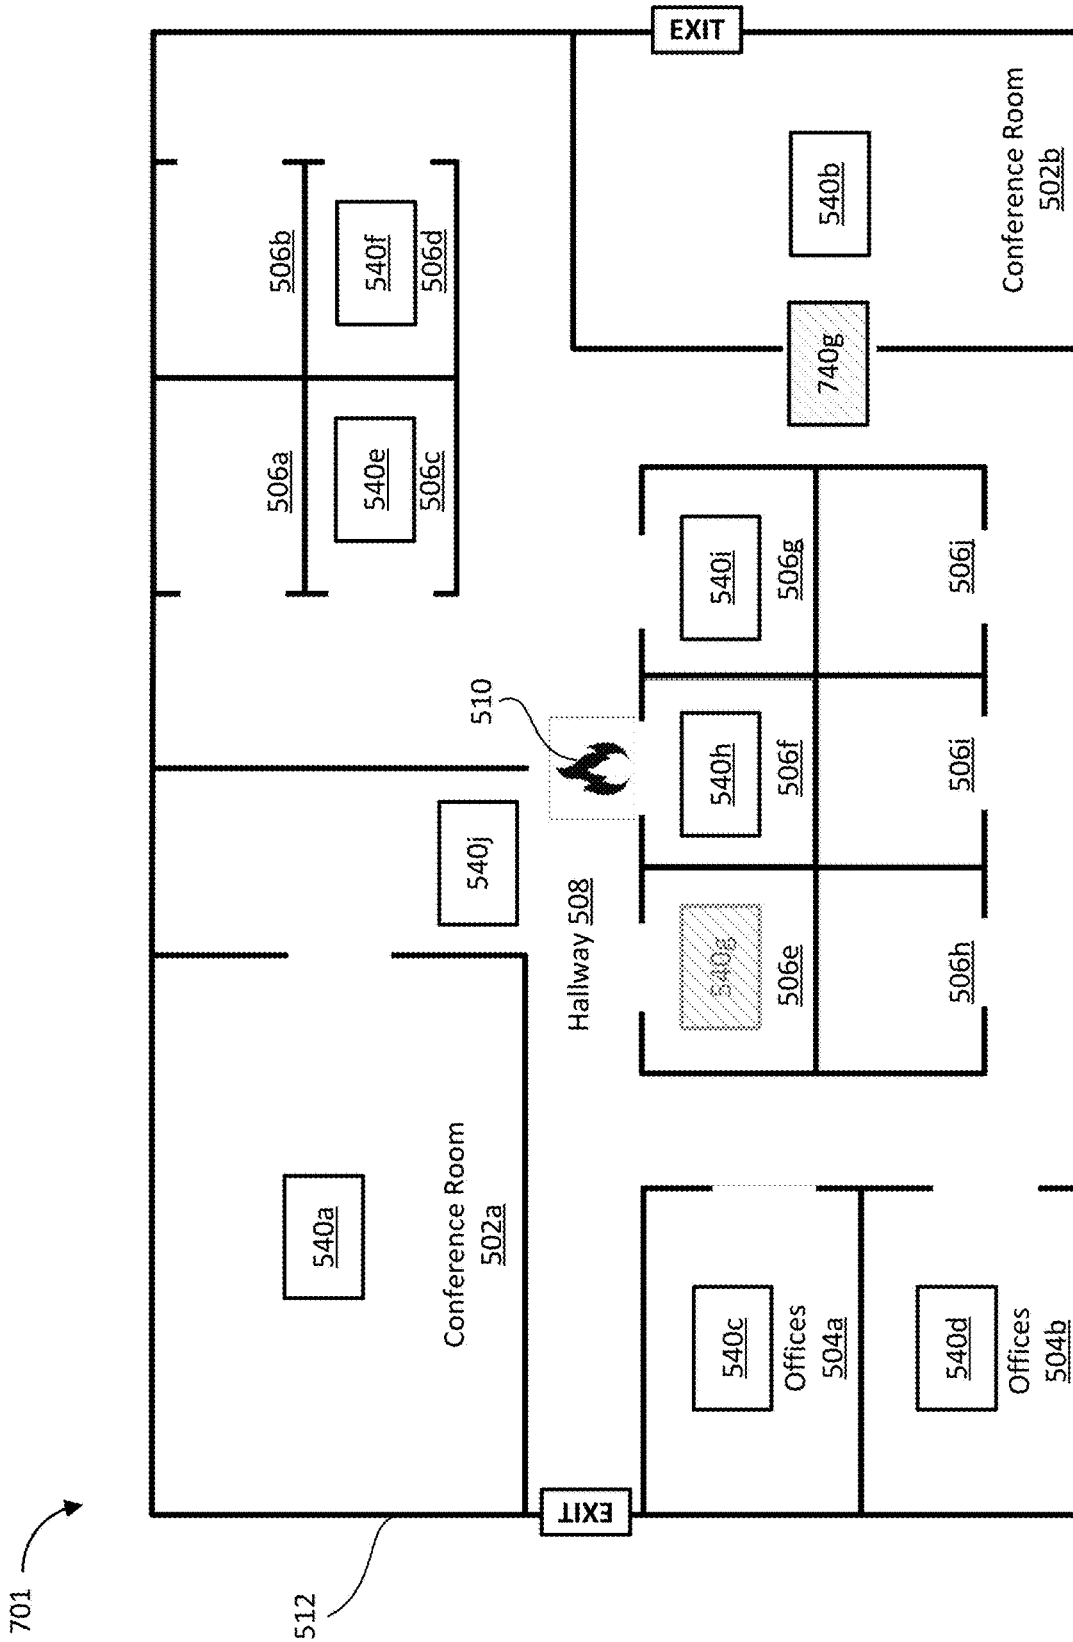 701
512
506a
506b
540a
540e
540f
506c
506d
Conference Room
502a
540j
510
Hallway 508
EXIT
EXIT
540c
540g
540h
540i
Offices
504a
506e
506f
506g
740g
540b
540d
506h
506i
506j
Offices
504b
Conference Room
502b